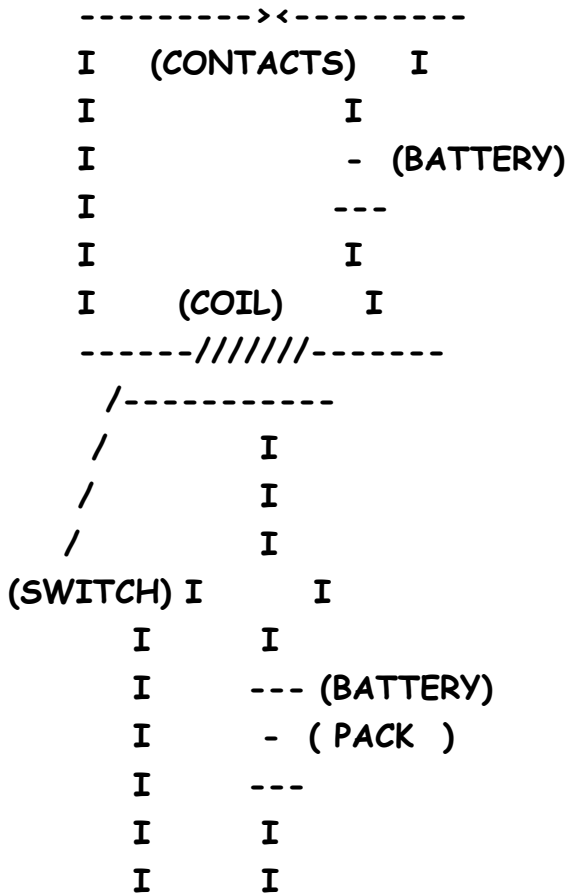 ---------><----------
I (CONTACTS) I
I I
I - (BATTERY)
I ---
I I
I (COIL) I
------///////-------
/-----------
/ I
/ I
/ I
(SWITCH) I I
I I
I --- (BATTERY)
I - ( PACK )
I ---
I I
I I